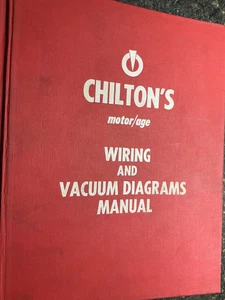 CHILTON'S
motor/age
WIRING
AND
VACUUM DIAGRAMS
MANUAL